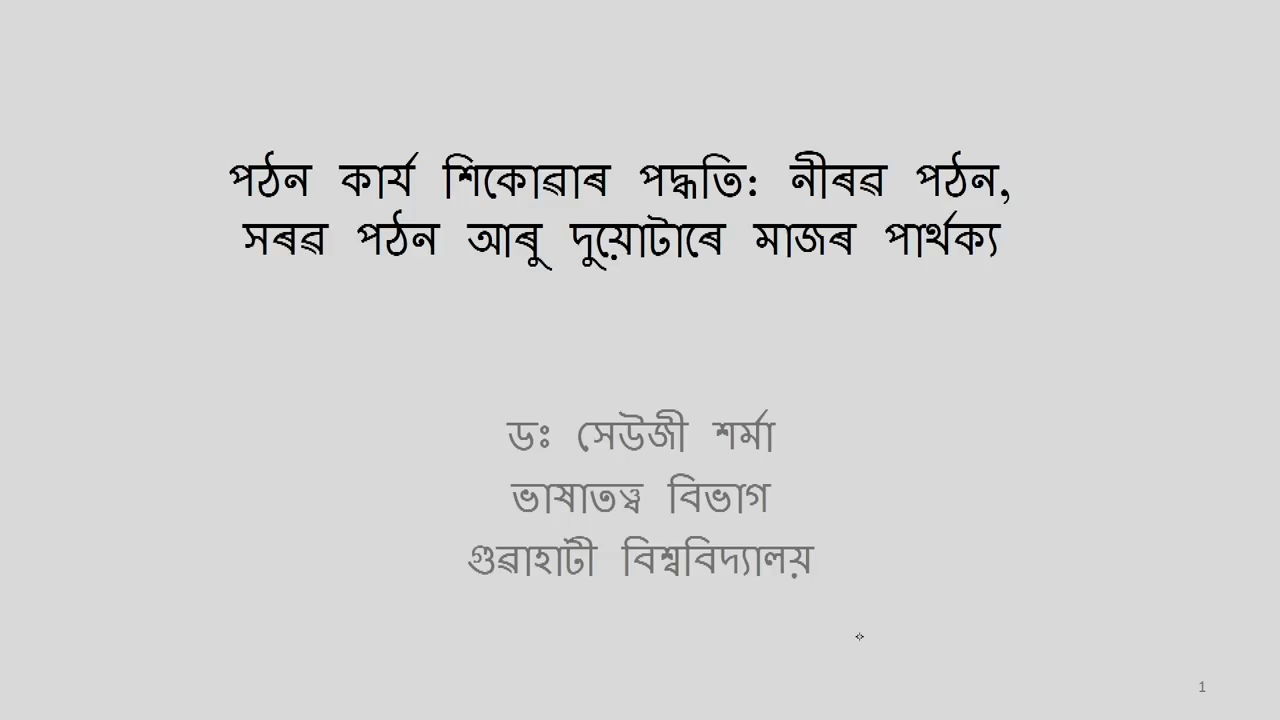 পঠন কাৰ্য শিকোৱাৰ পদ্ধতি: নীৰৱ পঠন,
সৰৱ পঠন আৰু দুয়োটাৰে মাজৰ পাৰ্থক্য
ডঃ সেউজী শৰ্মা
ভাষাতত্ত্ব বিভাগ
গুৱাহাটী বিশ্ববিদ্যালয়
1